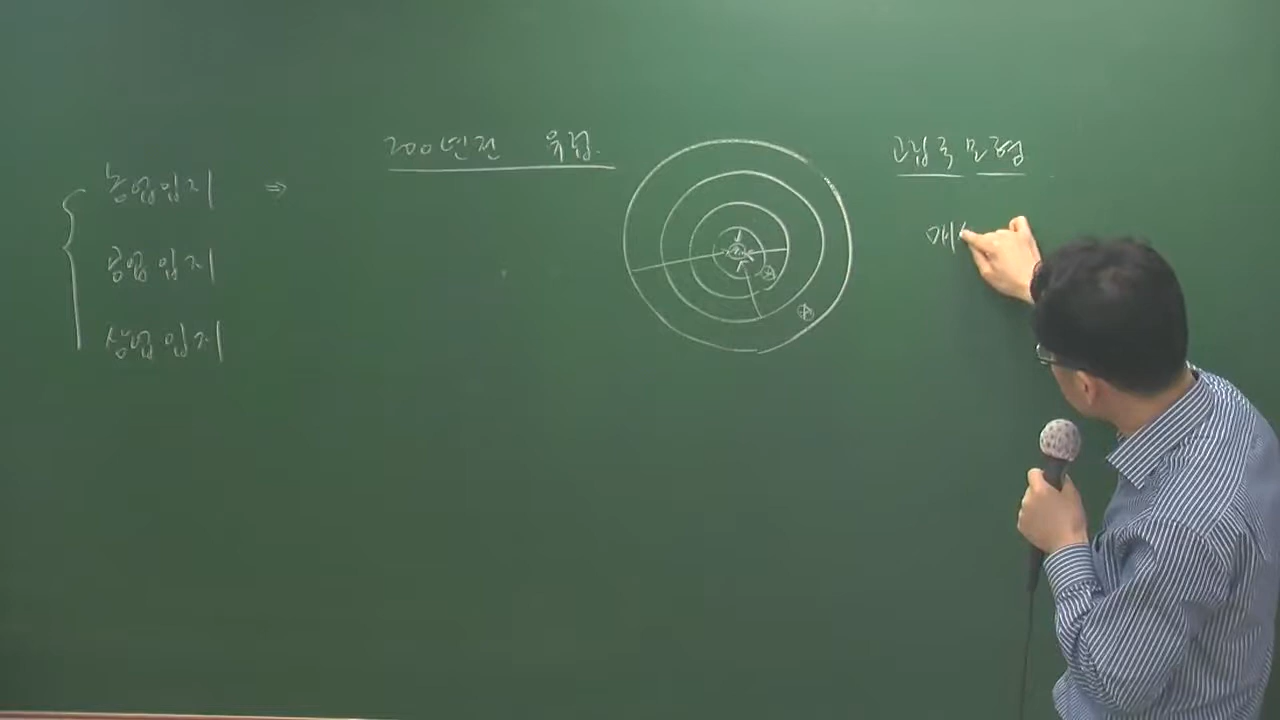 농업입지 ⇒
공업입지
상업입지
200년전 유럽.
고립국 모형
매